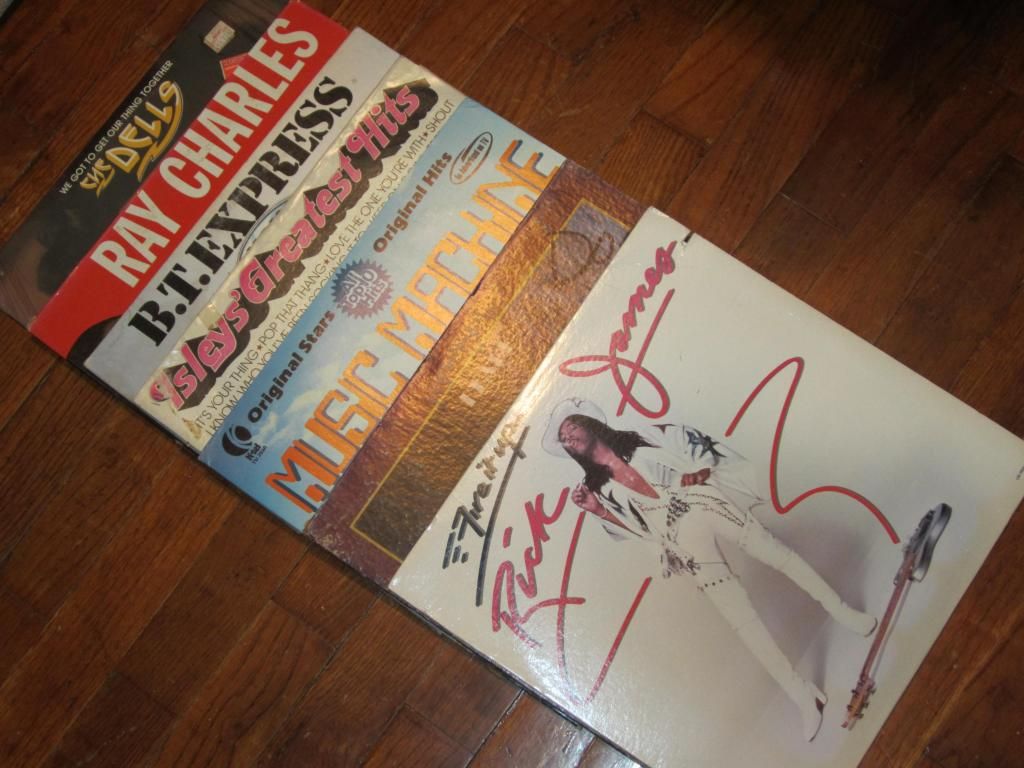 WE GOT TO GET OUR THING TOGETHER
THE DELLS
RAY CHARLES
B.T. EXPRESS
Isleys' Greatest Hits
IT'S YOUR THING • POP THAT THANG • LOVE THE ONE YOU'RE WITH • SHOUT
Original Stars
Original Hits
MUSIC MACHINE
Fire it up
Rick James